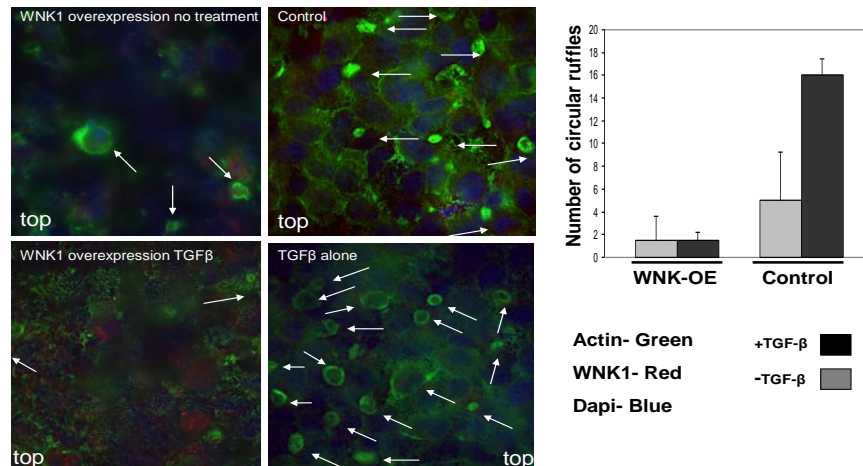 WNK1 overexpression no treatment
top
Control
WNK1 overexpression TGFβ
top
TGFβ alone
top
Number of circular ruffles
20
18
16
14
12
10
8
6
4
2
0
WNK-OE
Control
Actin- Green
WNK1- Red
Dapi- Blue
+TGF-β
-TGF-β